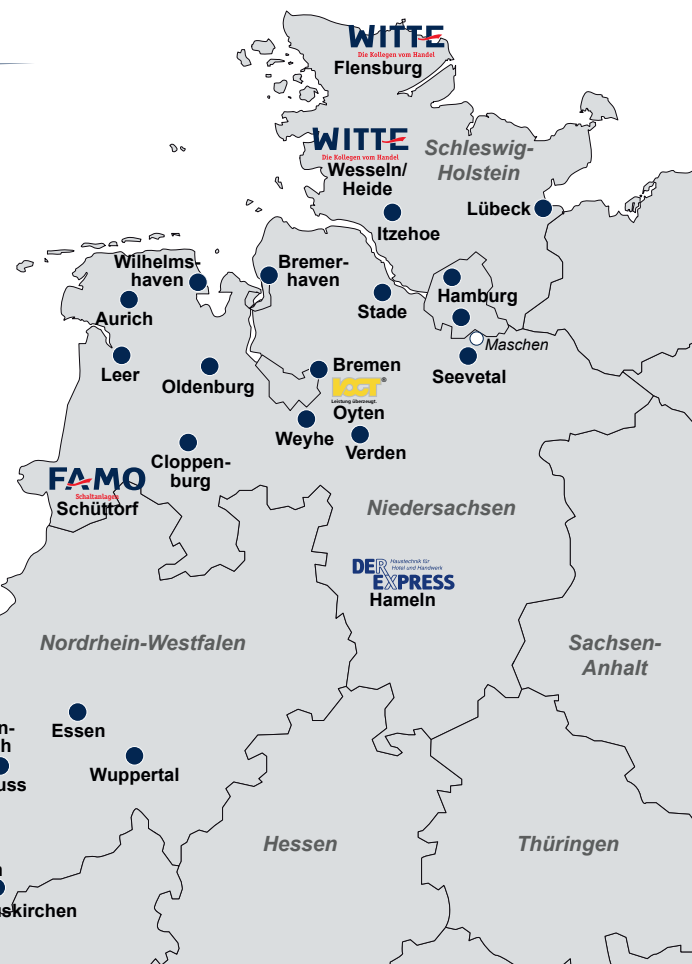 WITTE
Die Kollegen vom Handel
Flensburg
WITTE
Die Kollegen vom Handel
Wesseln/
Heide
Schleswig-
Holstein
Lübeck
Itzehoe
Wilhelms-
haven
Bremer-
haven
Aurich
Stade
Hamburg
Maschen
Leer
Oldenburg
Bremen
Seevetal
VOGT®
Leistung überzeugt.
Oyten
Weyhe
Verden
Cloppen-
burg
FAMO
Schaltanlagen
Schüttorf
Niedersachsen
DER
EXPRESS
Haustechnik für
Hotel und Handwerk
Hameln
Nordrhein-Westfalen
Sachsen-
Anhalt
Essen
n-
h
uss
Wuppertal
Hessen
Thüringen
skirchen